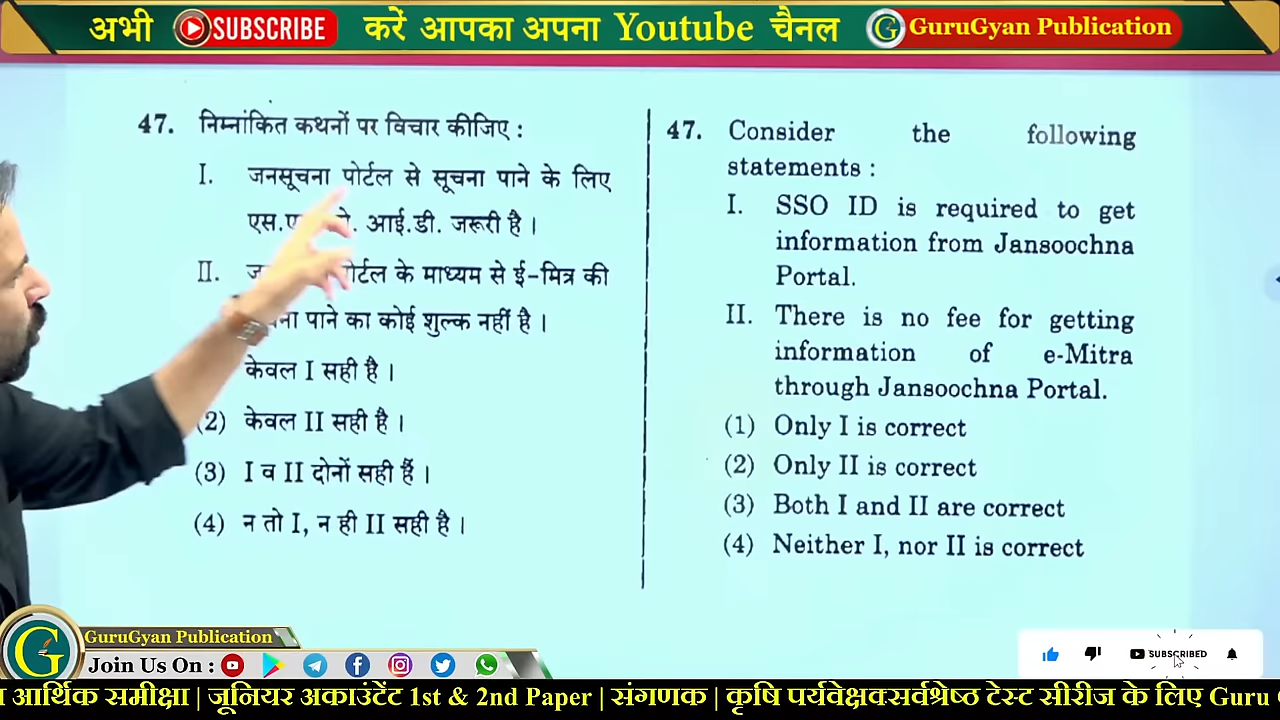 अभी SUBSCRIBE करें आपका अपना Youtube चैनल G GuruGyan Publication
47. निम्नांकित कथनों पर विचार कीजिए :
I. जनसूचना पोर्टल से सूचना पाने के लिए
आई.डी. जरूरी है ।
II. के माध्यम से ई-मित्र की
पाने का कोई शुल्क नहीं है ।
केवल I सही है ।
(2) केवल II सही है ।
(3) I व II दोनों सही हैं ।
(4) न तो I, न ही II सही है ।
47. Consider the following
statements :
I. SSO ID is required to get
information from Jansoochna
Portal.
II. There is no fee for getting
information of e-Mitra
through Jansoochna Portal.
(1) Only I is correct
(2) Only II is correct
(3) Both I and II are correct
(4) Neither I, nor II is correct
G GuruGyan Publication
Join Us On :
SUBSCRIBED
आर्थिक समीक्षा | जूनियर अकाउंटेंट 1st & 2nd Paper | संगणक | कृषि पर्यवेक्षक सर्वश्रेष्ठ टेस्ट सीरीज के लिए Guru